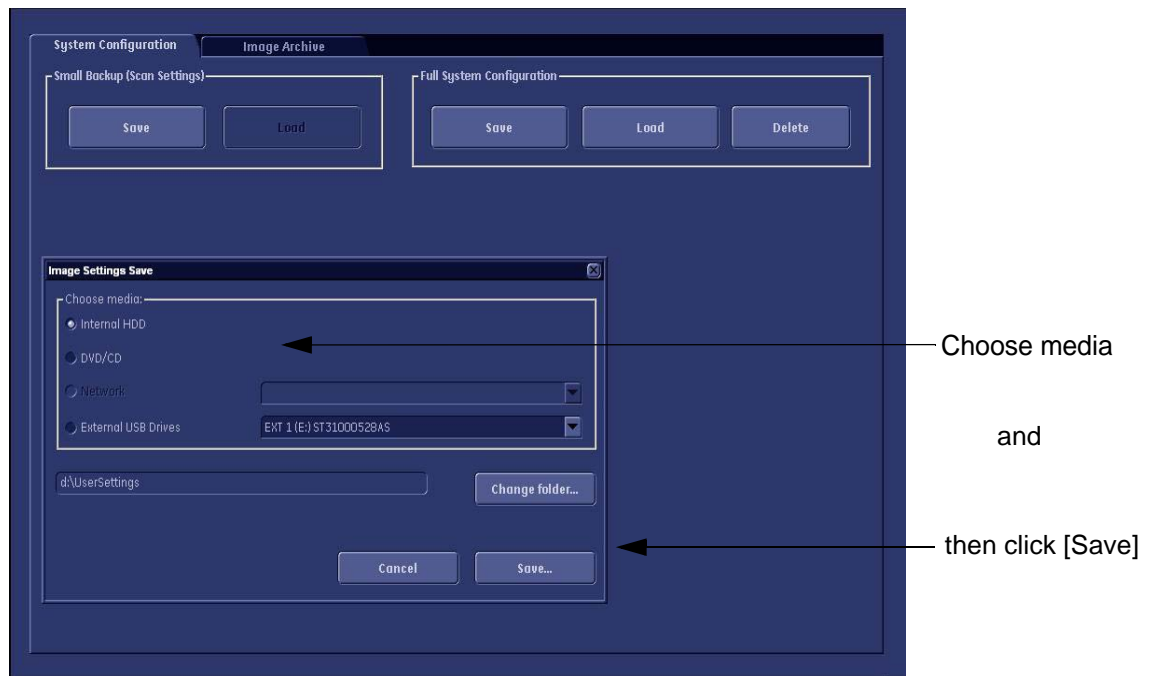 System Configuration
Image Archive
Small Backup (Scan Settings)
Save
Load
Full System Configuration
Save
Load
Delete
Image Settings Save
Choose media:
Internal HDD
DVD/CD
Network
External USB Drives
EXT 1 (E:) ST31000528AS
d:\UserSettings
Change folder...
Cancel
Save...
Choose media
and
then click [Save]